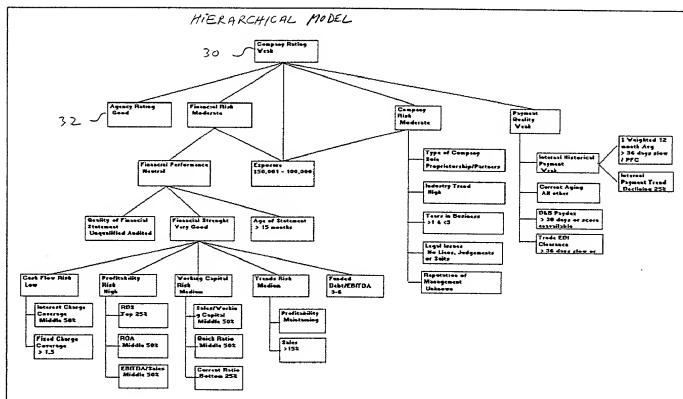 HIERARCHICAL MODEL
30
Company Rating
Weak
32
Agency Rating
Good
Financial Risk
Moderate
Company
Risk
Moderate
Payment
Quality
Weak
Financial Performance
Neutral
Exposure
$50,001 - 100,000
Type of Company
Sole
Proprietorship/Partners
Industry Trend
High
Years in Business
>1 & <3
Legal Issues
No Liens, Judgements
or Suits
Reputation of
Management
Unknown
Internal Historical
Payment
Weak
Current Aging
All other
D&B Paydex
> 30 days or score
unavailable
Trade EDI
Clearance
> 36 days slow or
$ Weighted 12
month Avg
> 36 days slow
/ PFC
Internal
Payment Trend
Declining 25%
Quality of Financial
Statement
Unqualified Audited
Financial Strenght
Very Good
Age of Statement
> 15 months
Cash Flow Risk
Low
Profitability
Risk
High
Working Capital
Risk
Medium
Trends Risk
Medium
Funded
Debt/EBITDA
3-6
Interest Charge
Coverage
Middle 50%
Fixed Charge
Coverage
> 1.5
Top 25%
ROA
Middle 50%
EBITDA/Sales
Middle 50%
Sales/Workin
g Capital
Middle 50%
Quick Ratio
Middle 50%
Current Ratio
Bottom 25%
Profitability
Maintaining
Sales
>15%